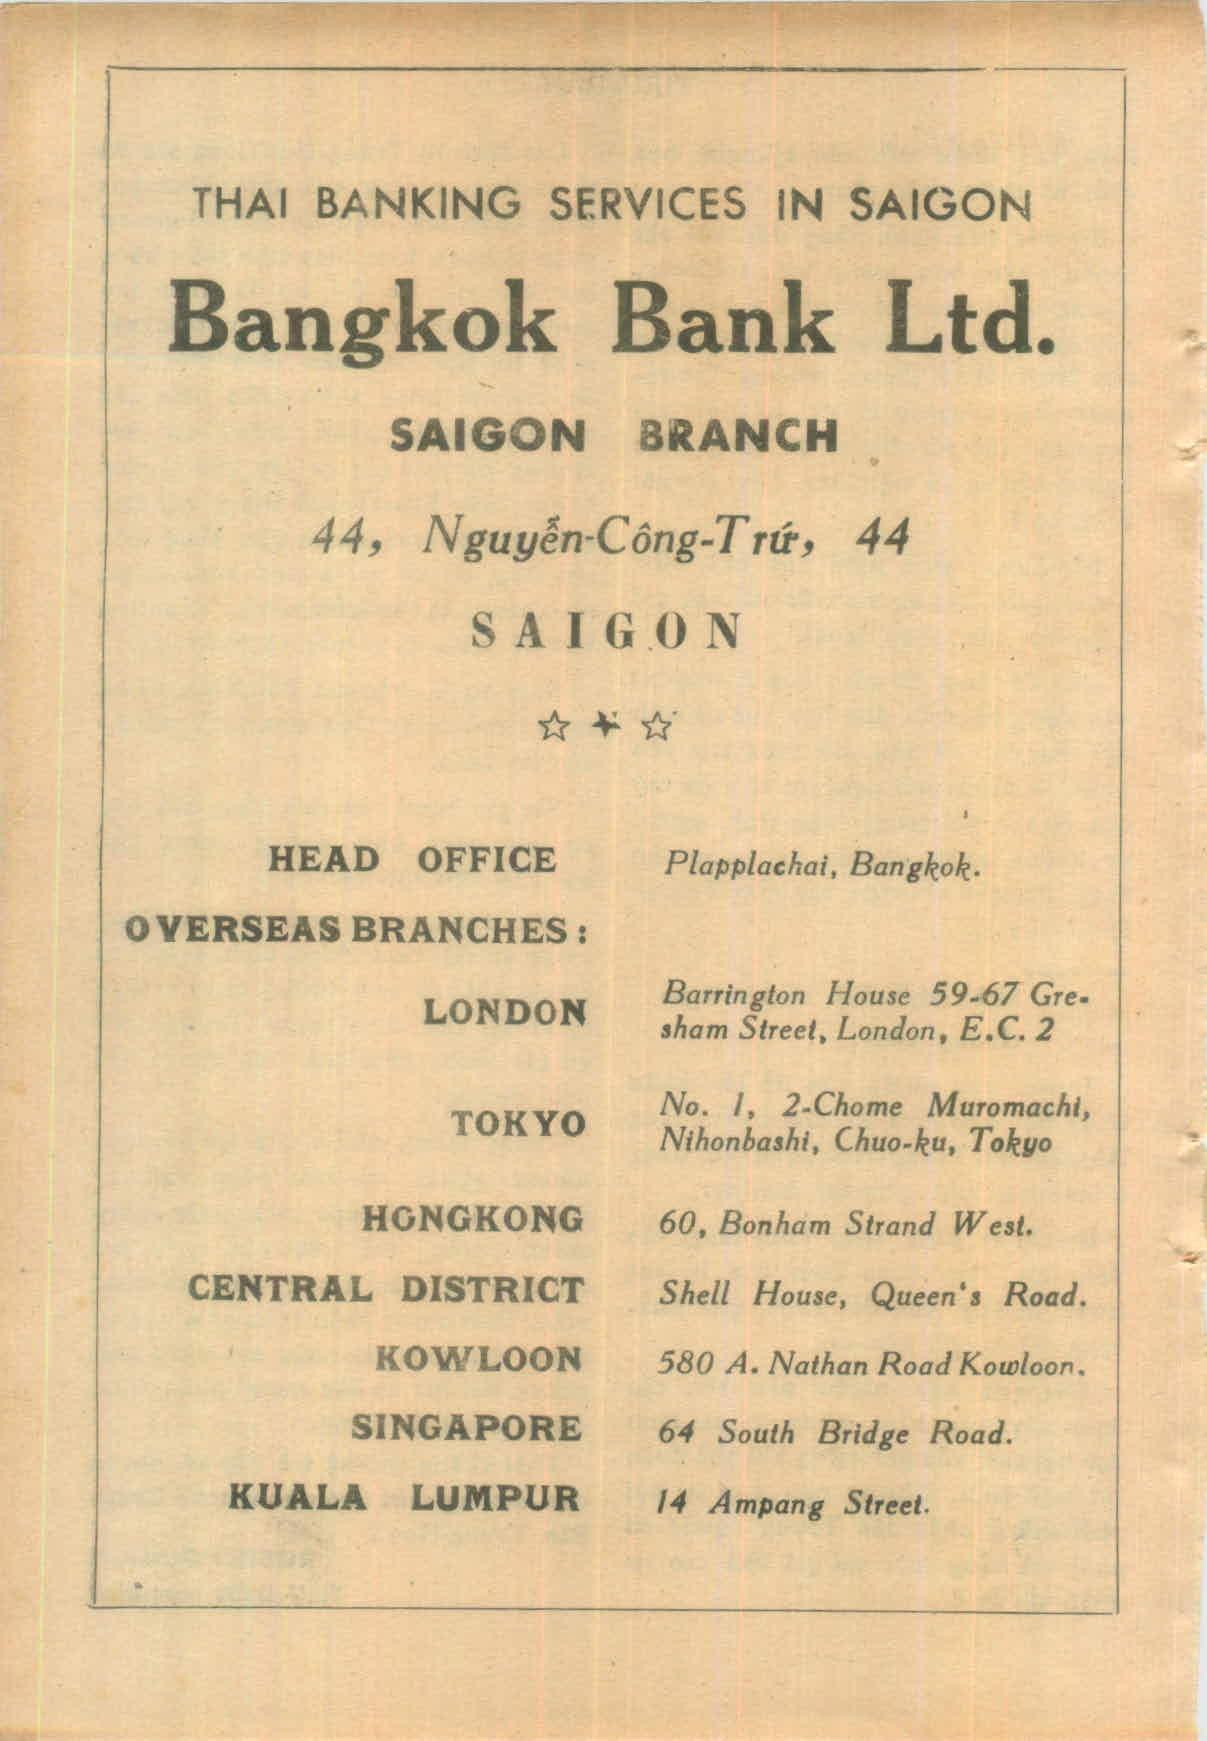 THAI BANKING SERVICES IN SAIGON
Bangkok Bank Ltd.
SAIGON BRANCH
44, Nguyễn-Công-Trứ, 44
SAIGON
HEAD OFFICE Plapplachai, Bangkok.
OVERSEAS BRANCHES :
LONDON Barrington House 59-67 Gre-
sham Street, London, E.C. 2
TOKYO No. 1, 2-Chome Muromachi,
Nihonbashi, Chuo-ku, Tokyo
HONGKONG 60, Bonham Strand West.
CENTRAL DISTRICT Shell House, Queen's Road.
KOWLOON 580 A. Nathan Road Kowloon.
SINGAPORE 64 South Bridge Road.
KUALA LUMPUR 14 Ampang Street.